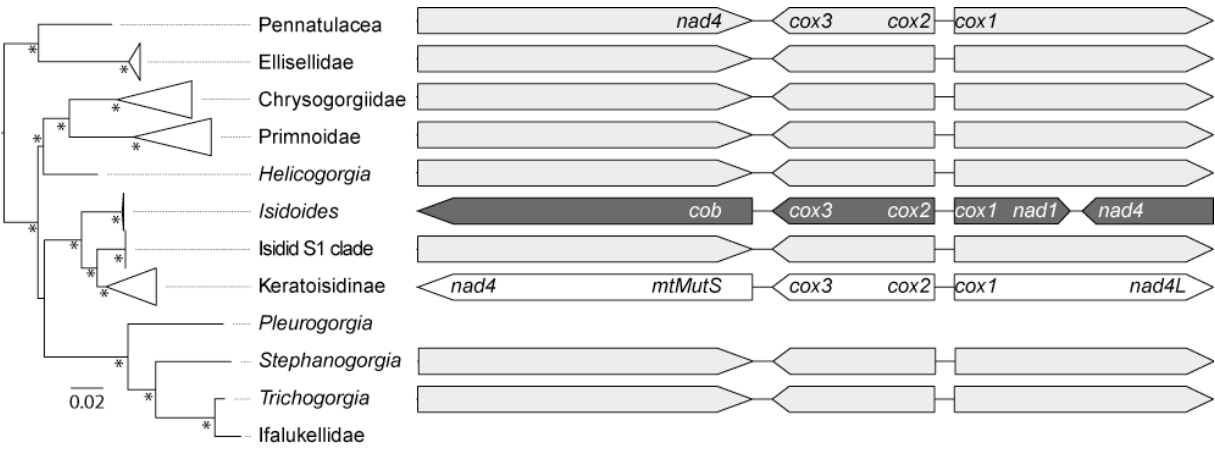 Pennatulacea nad4 cox3 cox2 cox1
Ellisellidae
Chrysogorgiidae
Primnoidae
Helicogorgia
Isidoides cob cox3 cox2 cox1 nad1 nad4
Isidid S1 clade
Keratoisidinae nad4 mtMutS cox3 cox2 cox1 nad4L
Pleurogorgia
Stephanogorgia
Trichogorgia
Ifalukellidae
0.02
* * * * * * * * * * * * *